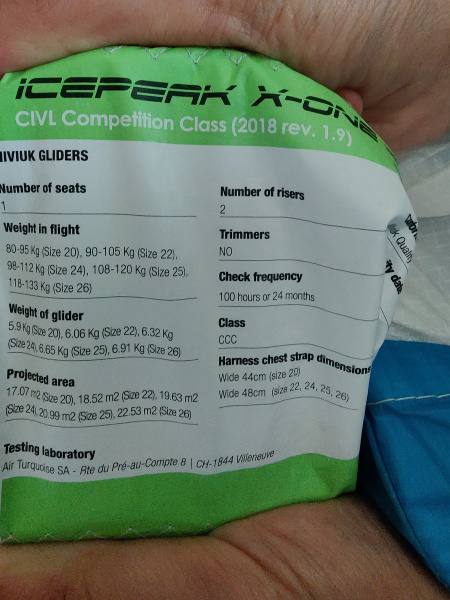 ICEPEAK X-ONE
CIVL Competition Class (2018 rev. 1.9)
NIVIUK GLIDERS
Number of seats
1
Weight in flight
80-95 Kg (Size 20), 90-105 Kg (Size 22),
98-112 Kg (Size 24), 108-120 Kg (Size 25),
118-133 Kg (Size 26)
Weight of glider
5.9 Kg (Size 20), 6.06 Kg (Size 22), 6.32 Kg
(Size 24), 6.65 Kg (Size 25), 6.91 Kg (Size 26)
Projected area
17.07 m2 (Size 20), 18.52 m2 (Size 22), 19.63 m2
(Size 24), 20.99 m2 (Size 25), 22.53 m2 (Size 26)
Testing laboratory
Air Turquoise SA - Rte du Pré-au-Compte 8 | CH-1844 Villeneuve
Number of risers
2
Trimmers
NO
Check frequency
100 hours or 24 months
Class
CCC
Harness chest strap dimensions
Wide 44cm (size 20)
Wide 48cm (size 22, 24, 25, 26)
Quality